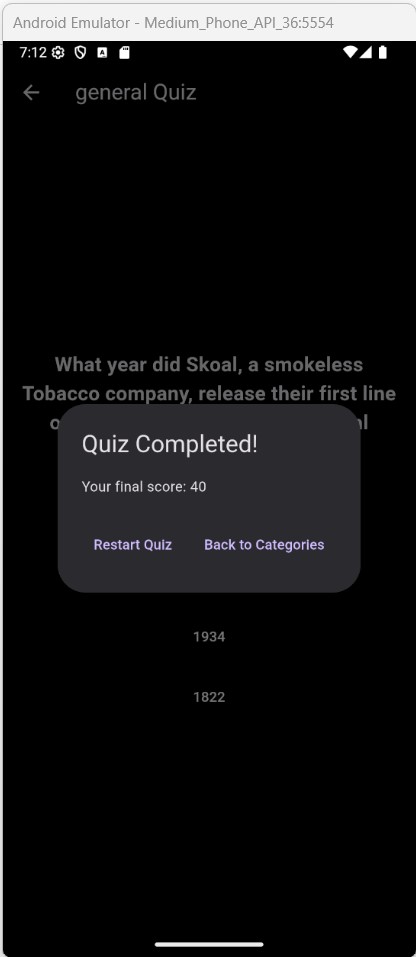 Android Emulator - Medium_Phone_API_36:5554
7:12
general Quiz
What year did Skoal, a smokeless
Tobacco company, release their first line
Quiz Completed!
Your final score: 40
Restart Quiz Back to Categories
1934
1822